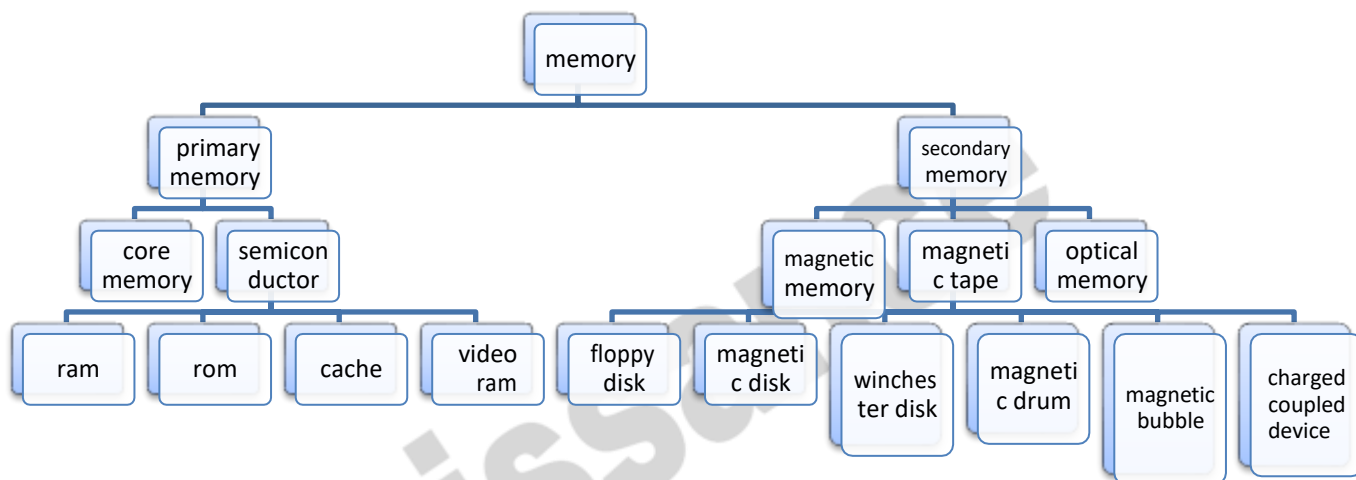 memory
primary
memory
secondary
memory
core
memory
semicon
ductor
magnetic
memory
magneti
c tape
optical
memory
ram
rom
cache
video
ram
floppy
disk
magneti
c disk
winches
ter disk
magneti
c drum
magnetic
bubble
charged
coupled
device